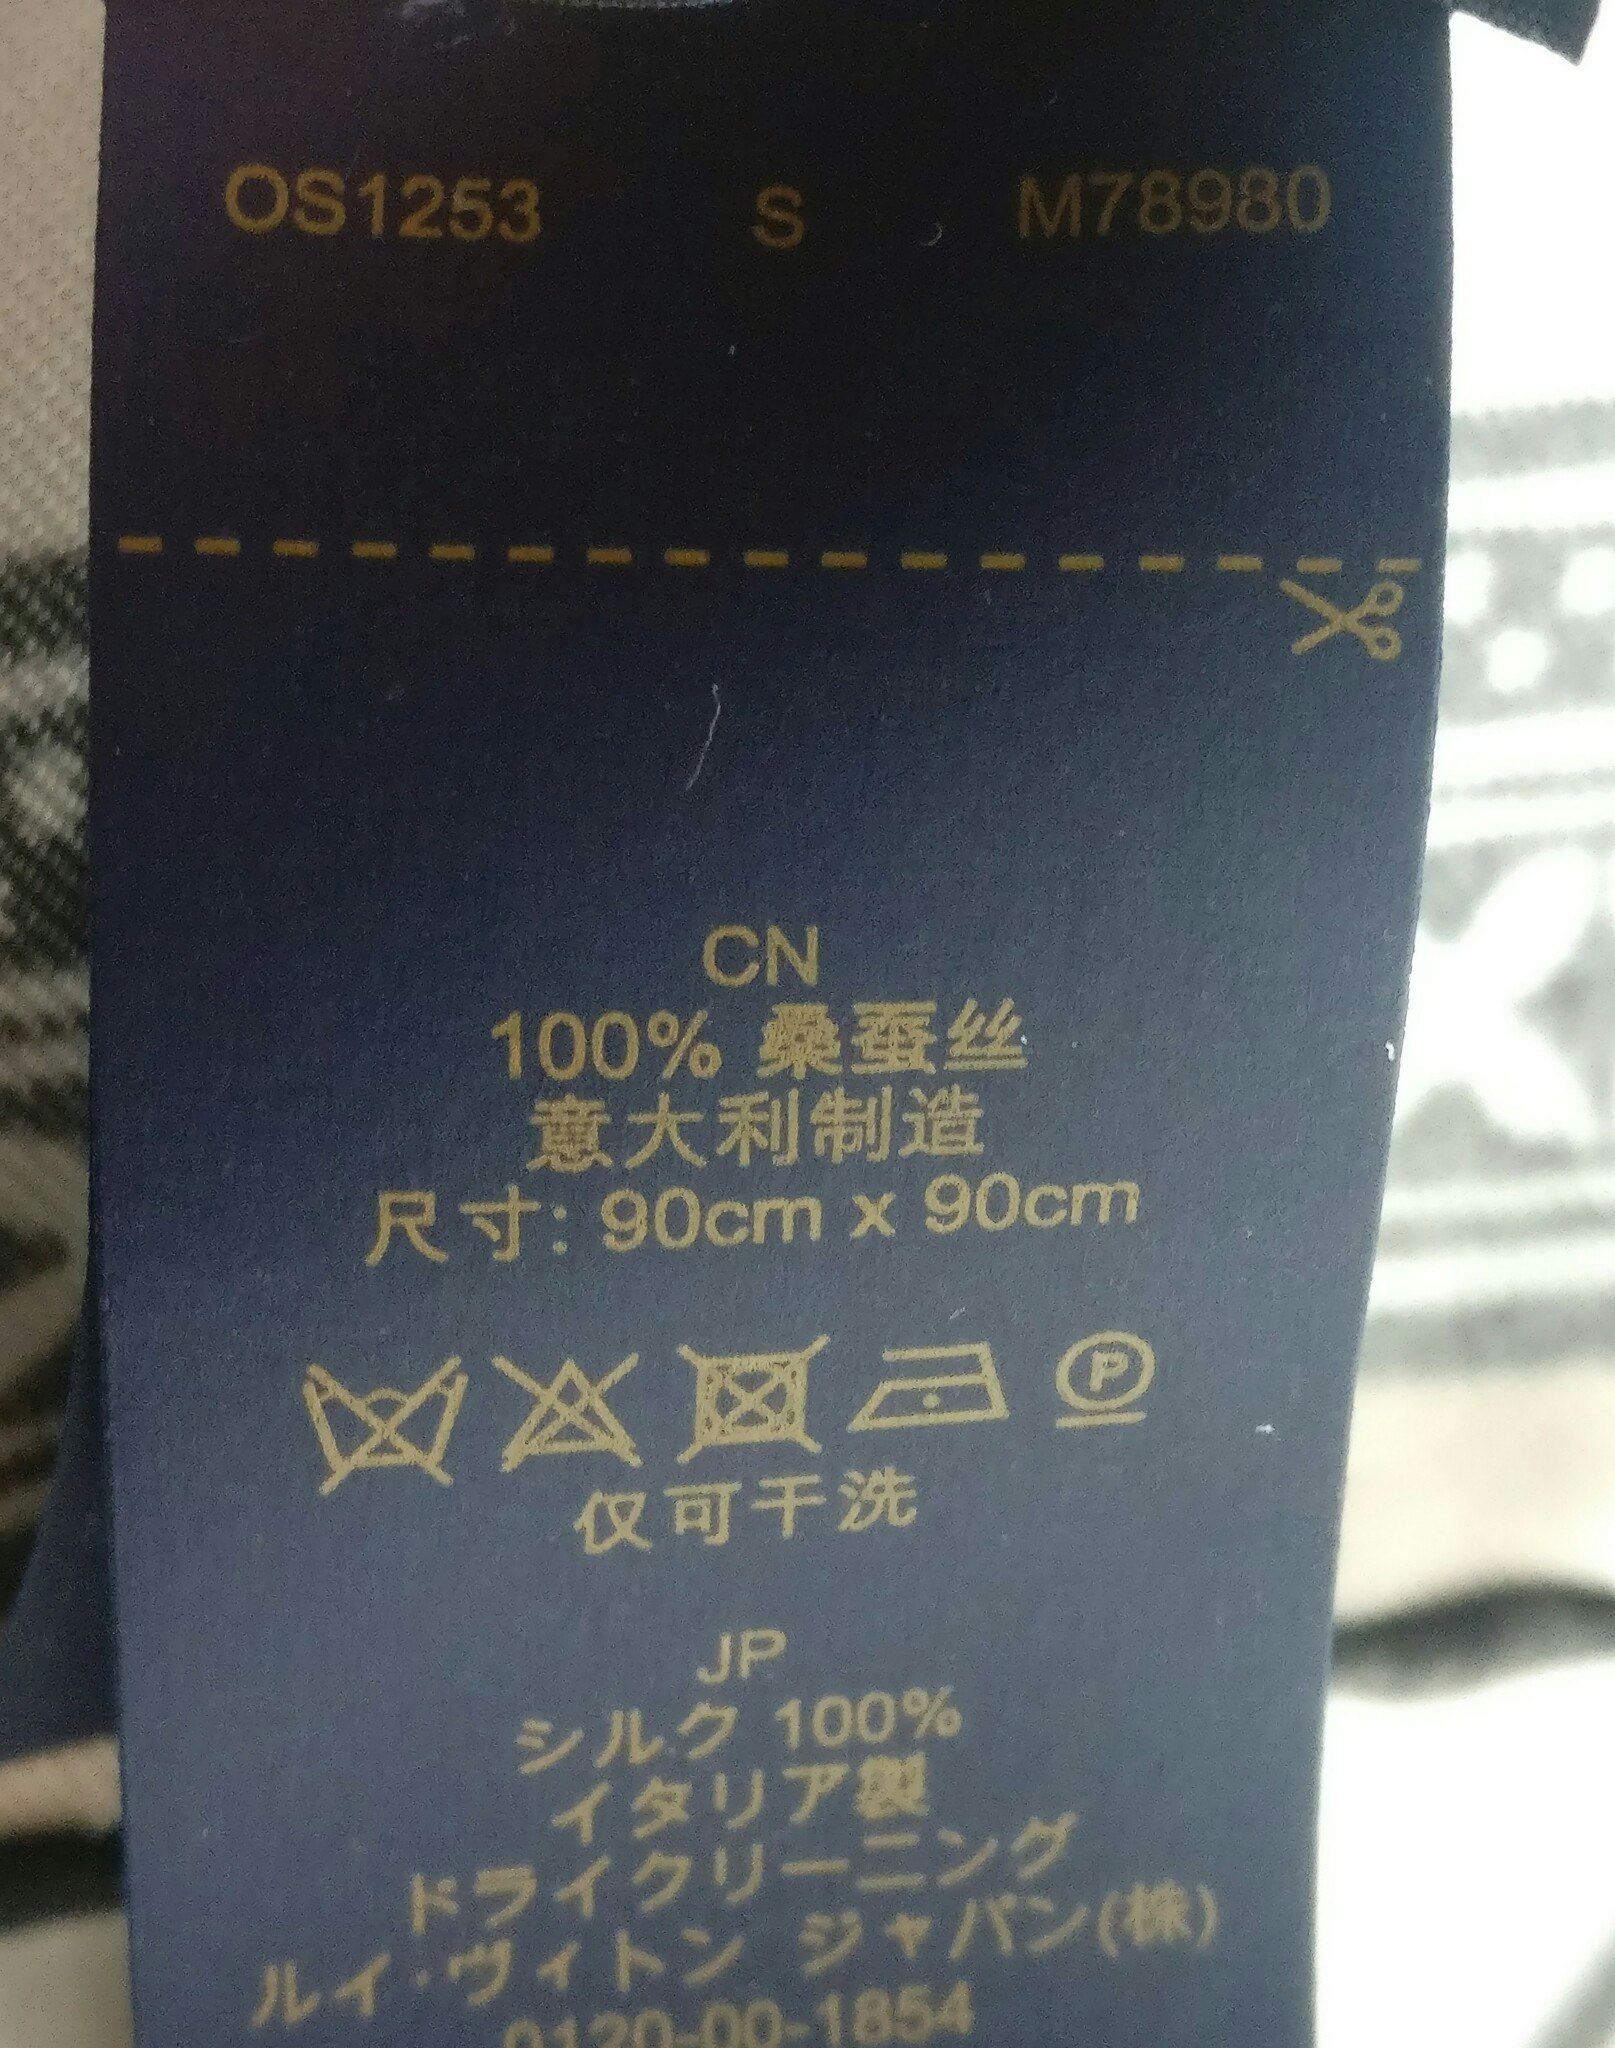 OS1253 S M78980
CN
100% 桑蚕丝
意大利制造
尺寸: 90cm x 90cm
P
仅可干洗
JP
シルク 100%
イタリア製
ドライクリーニング
ルイ·ヴィトン ジャパン(株)
0120-00-1854